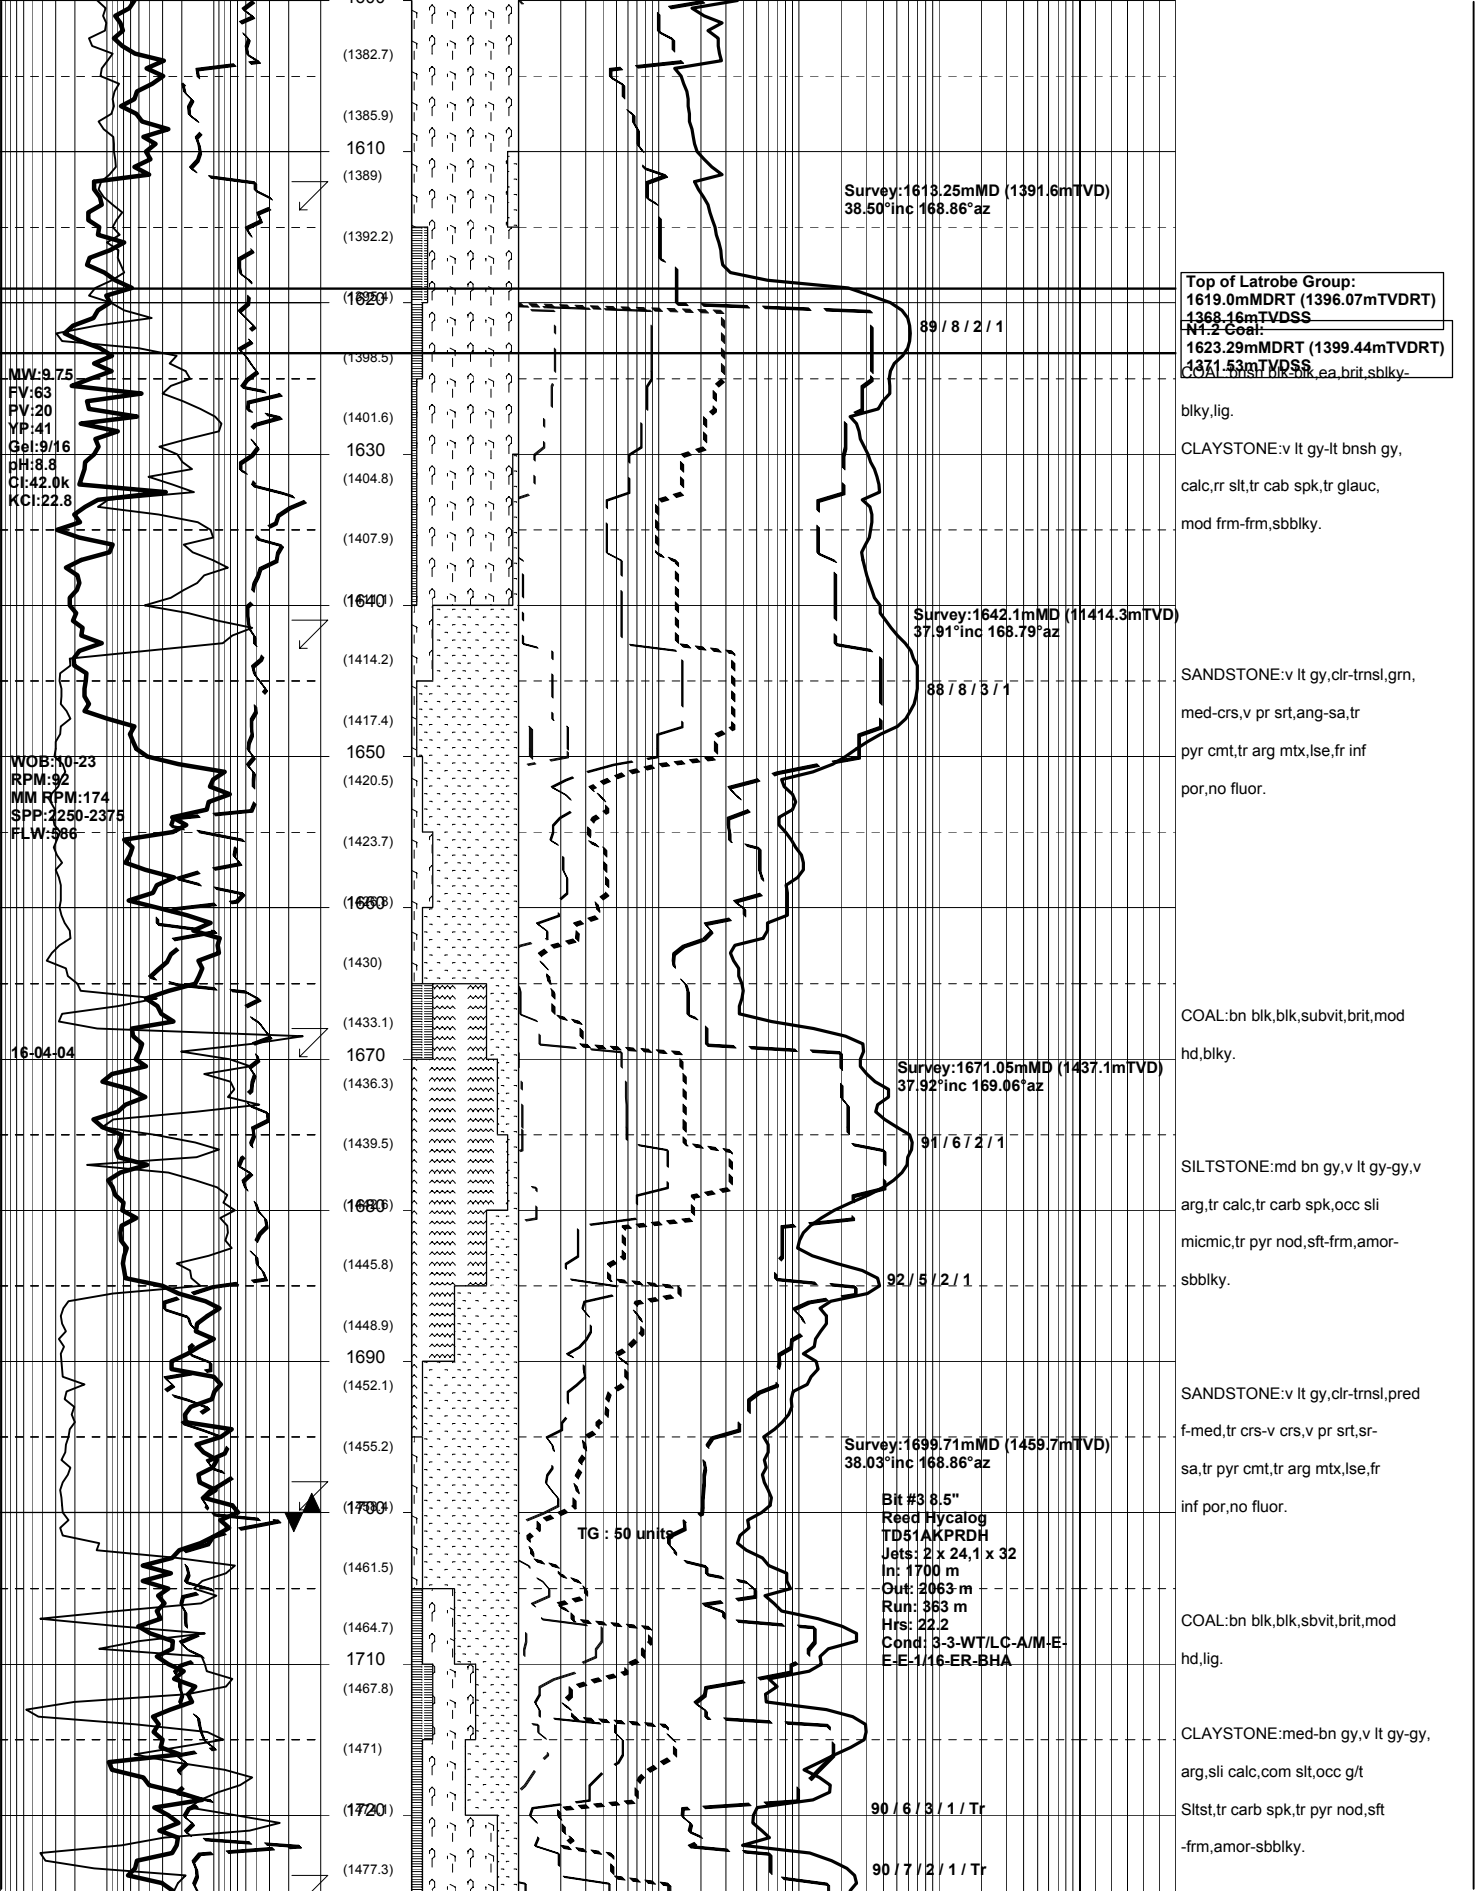 (1382.7)
(1385.9)
1610
(1389)
Survey:1613.25mMD (1391.6mTVD)
38.50°inc 168.86°az
(1392.2)
Top of Latrobe Group:
1619.0mMDRT (1396.07mTVDRT)
1368.16mTVDSS
1620
89 / 8 / 2 / 1
N1.2 Coal:
1623.29mMDRT (1399.44mTVDRT)
1371.53mTVDSS
(1398.5)
MW:9.75
FV:63
PV:20
YP:41
Gel:9/16
pH:8.8
Cl:42.0k
KCl:22.8
COAL:bnsh blk-blk,ea,brit,sblky-
blky,lig.
(1401.6)
1630
CLAYSTONE:v lt gy-lt bnsh gy,
calc,rr slt,tr cab spk,tr glauc,
mod frm-frm,sbblky.
(1404.8)
(1407.9)
1640
Survey:1642.1mMD (11414.3mTVD)
37.91°inc 168.79°az
(1414.2)
88 / 8 / 3 / 1
SANDSTONE:v lt gy,clr-trnsl,grn,
med-crs,v pr srt,ang-sa,tr
pyr cmt,tr arg mtx,lse,fr inf
por,no fluor.
(1417.4)
1650
WOB:10-23
RPM:92
MM RPM:174
SPP:2250-2375
FLW:586
(1420.5)
(1423.7)
1660
(1430)
(1433.1)
COAL:bn blk,blk,subvit,brit,mod
hd,blky.
16-04-04
1670
Survey:1671.05mMD (1437.1mTVD)
37.92°inc 169.06°az
(1436.3)
(1439.5)
91 / 6 / 2 / 1
SILTSTONE:md bn gy,v lt gy-gy,v
arg,tr calc,tr carb spk,occ sli
micmic,tr pyr nod,sft-frm,amor-
sbblky.
1680
(1445.8)
92 / 5 / 2 / 1
(1448.9)
1690
(1452.1)
SANDSTONE:v lt gy,clr-trnsl,pred
f-med,tr crs-v crs,v pr srt,sr-
sa,tr pyr cmt,tr arg mtx,lse,fr
inf por,no fluor.
(1455.2)
Survey:1699.71mMD (1459.7mTVD)
38.03°inc 168.86°az
1700
TG : 50 units
Bit #3 8.5"
Reed Hycalog
TD51AKPRDH
Jets: 2 x 24,1 x 32
In: 1700 m
Out: 2063 m
Run: 363 m
Hrs: 22.2
Cond: 3-3-WT/LC-A/M-E-
E-E-1/16-ER-BHA
(1461.5)
(1464.7)
COAL:bn blk,blk,sbvit,brit,mod
hd,lig.
1710
(1467.8)
(1471)
CLAYSTONE:med-bn gy,v lt gy-gy,
arg,sli calc,com slt,occ g/t
Sltst,tr carb spk,tr pyr nod,sft
-frm,amor-sbblky.
1720
90 / 6 / 3 / 1 / Tr
(1477.3)
90 / 7 / 2 / 1 / Tr